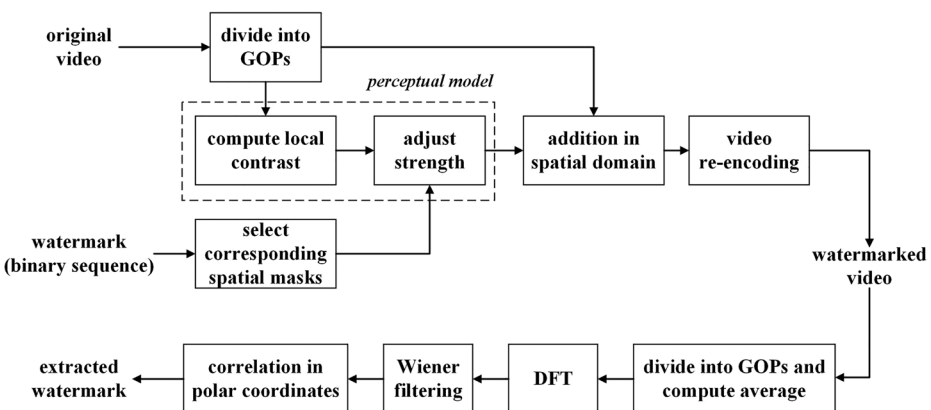 original
video
divide into
GOPs
perceptual model
compute local
contrast
adjust
strength
addition in
spatial domain
video
re-encoding
watermark
(binary sequence)
select
corresponding
spatial masks
watermarked
video
extracted
watermark
correlation in
polar coordinates
Wiener
filtering
DFT
divide into GOPs and
compute average